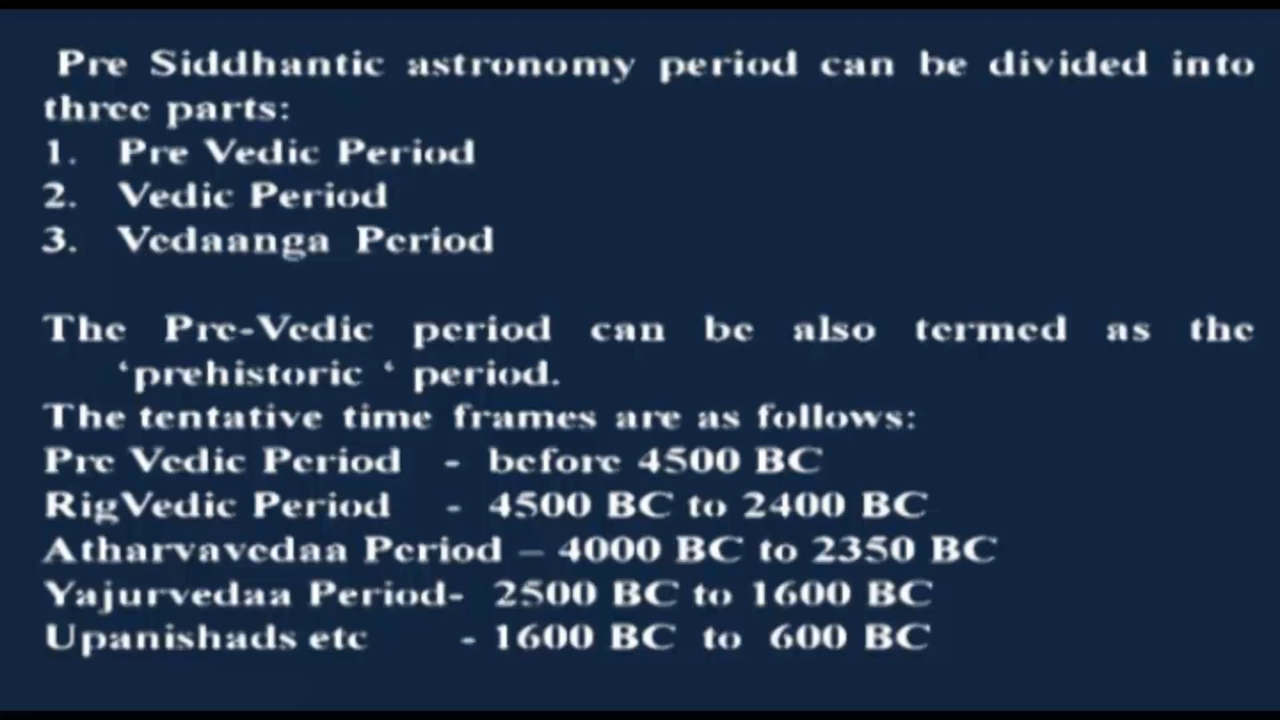 Pre Siddhantic astronomy period can be divided into
three parts:
1. Pre Vedic Period
2. Vedic Period
3. Vedaanga Period
The Pre-Vedic period can be also termed as the
‘prehistoric ‘ period.
The tentative time frames are as follows:
Pre Vedic Period - before 4500 BC
RigVedic Period - 4500 BC to 2400 BC
Atharvavedaa Period – 4000 BC to 2350 BC
Yajurvedaa Period- 2500 BC to 1600 BC
Upanishads etc - 1600 BC to 600 BC